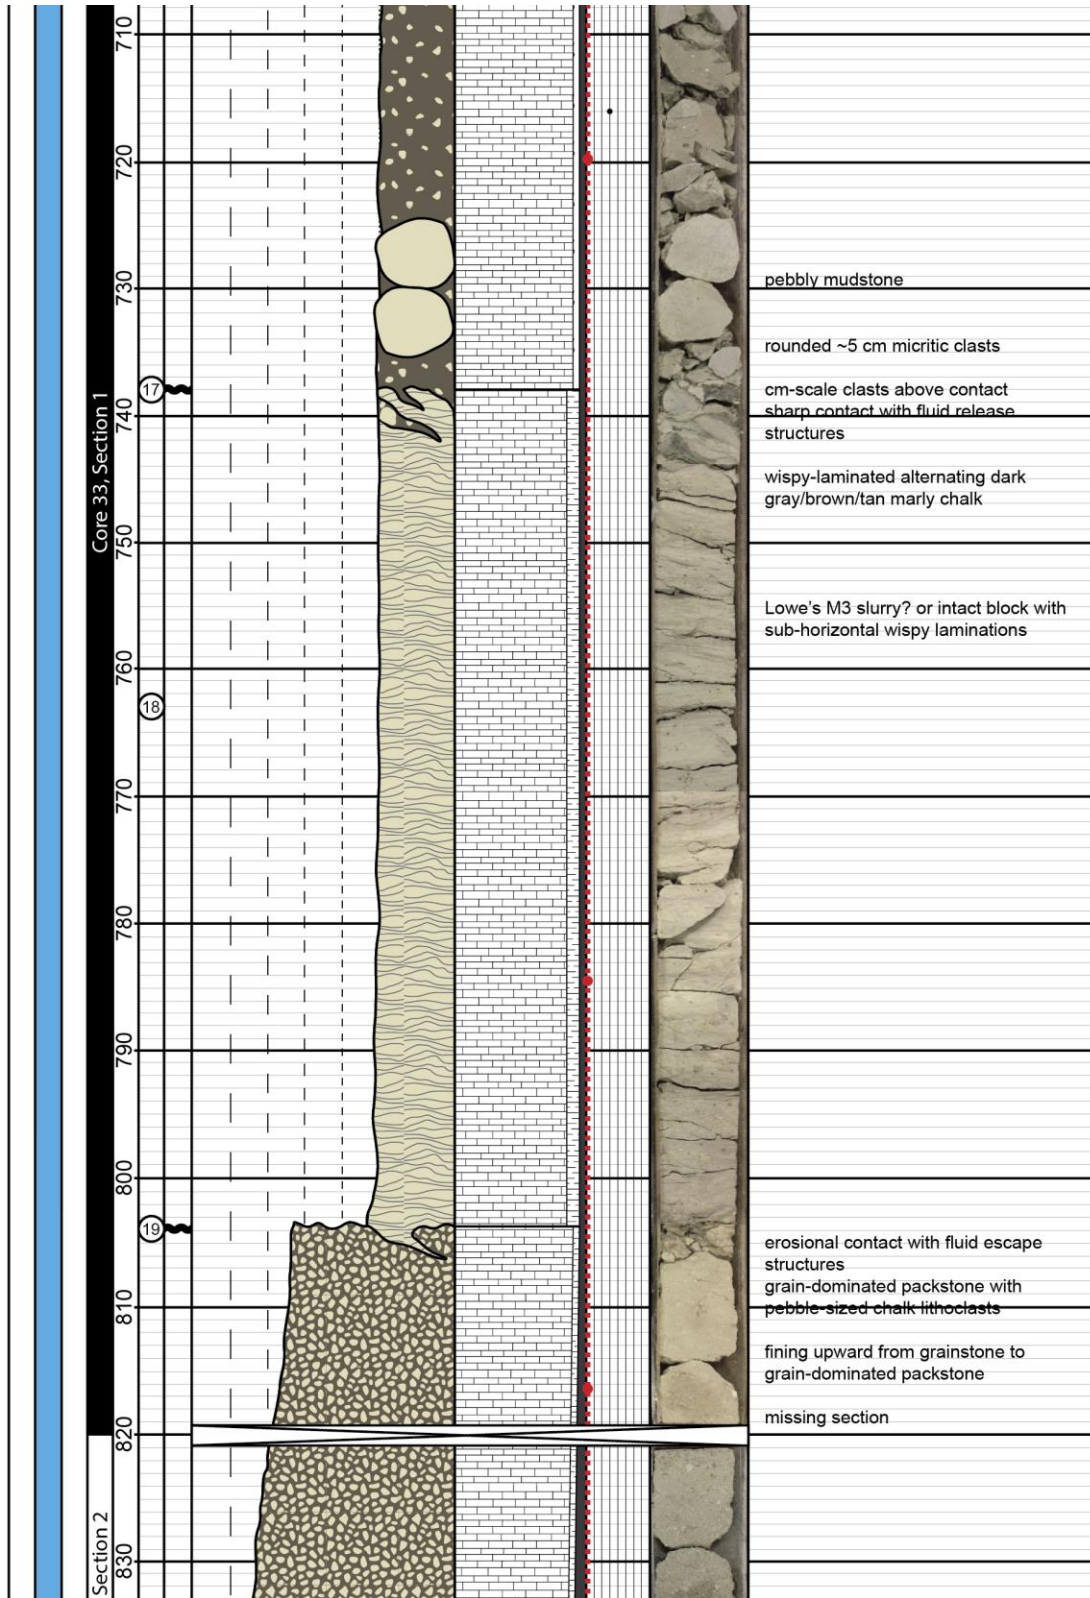 710
720
pebbly mudstone
730
rounded ~5 cm micritic clasts
17
cm-scale clasts above contact
740
sharp contact with fluid release
structures
Core 33, Section 1
wispy-laminated alternating dark
gray/brown/tan marly chalk
750
Lowe's M3 slurry? or intact block with
sub-horizontal wispy laminations
760
18
770
780
790
800
19
erosional contact with fluid escape
structures
grain-dominated packstone with
810
pebble-sized chalk lithoclasts
fining upward from grainstone to
grain-dominated packstone
missing section
820
Section 2
830